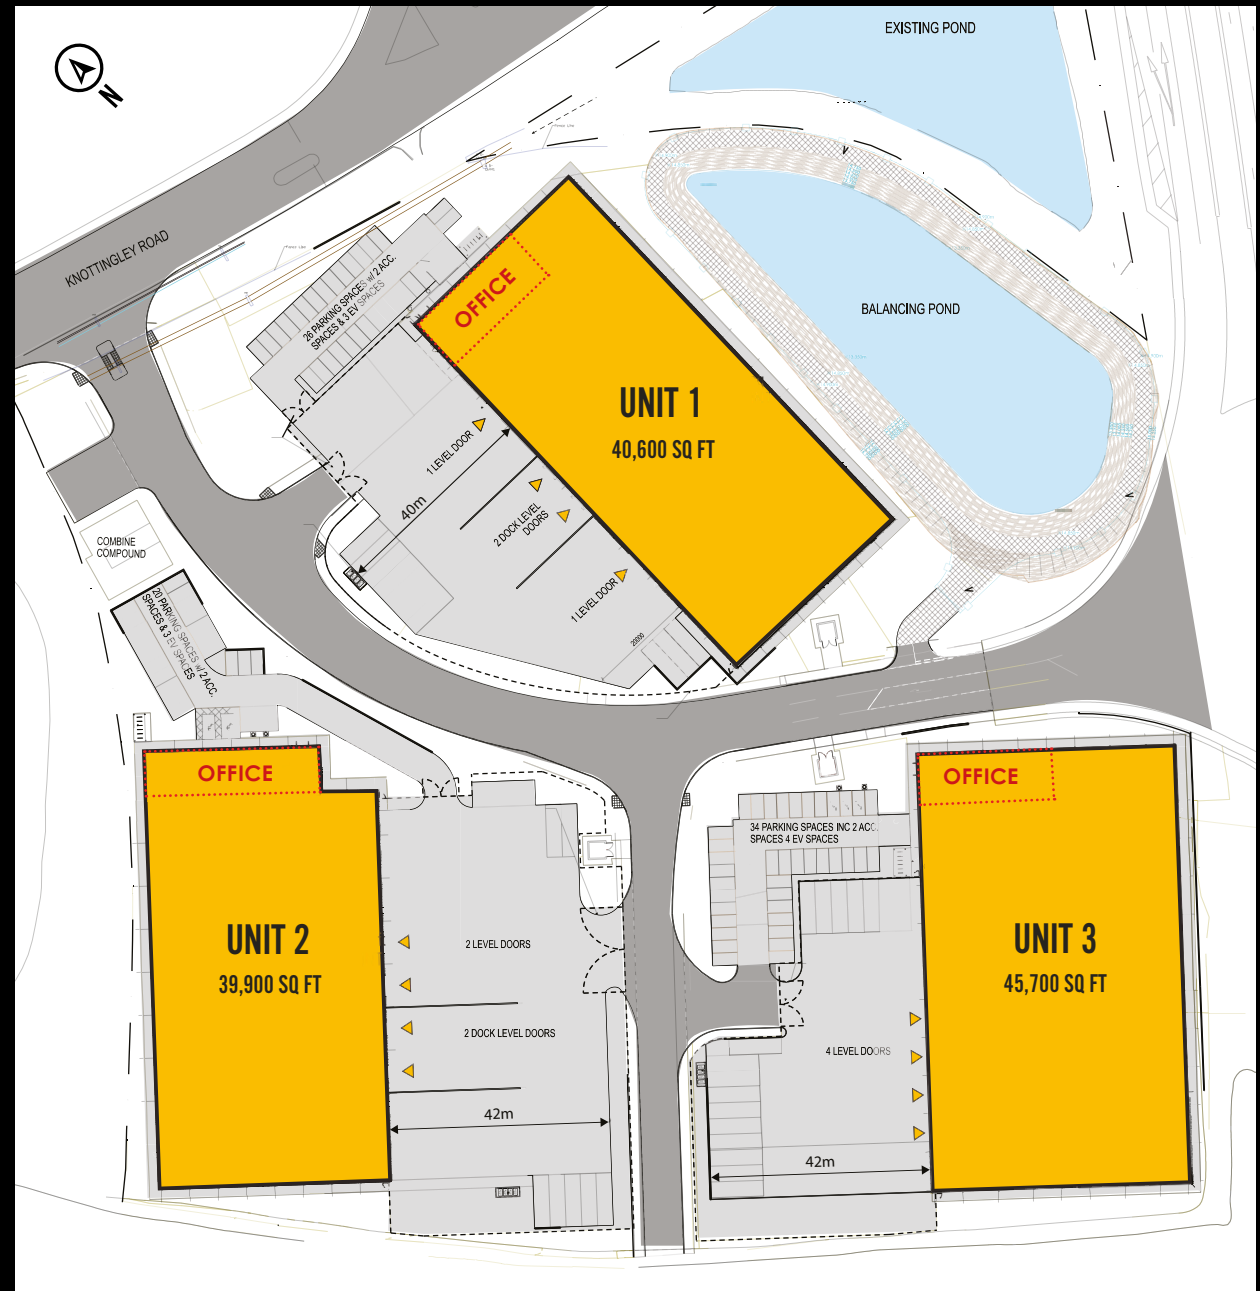 N
EXISTING POND
KNOTTINGLEY ROAD
BALANCING POND
26 PARKING SPACES w/ 2 ACC.
SPACES & 3 EV SPACES
OFFICE
UNIT 1
40,600 SQ FT
1 LEVEL DOOR
40m
2 DOCK LEVEL
DOORS
1 LEVEL DOOR
20000
COMBINE
COMPOUND
20 PARKING SPACES w/ 2 ACC.
SPACES & 3 EV SPACES
OFFICE
UNIT 2
39,900 SQ FT
2 LEVEL DOORS
2 DOCK LEVEL DOORS
42m
34 PARKING SPACES INC 2 ACC.
SPACES 4 EV SPACES
OFFICE
UNIT 3
45,700 SQ FT
4 LEVEL DOORS
42m